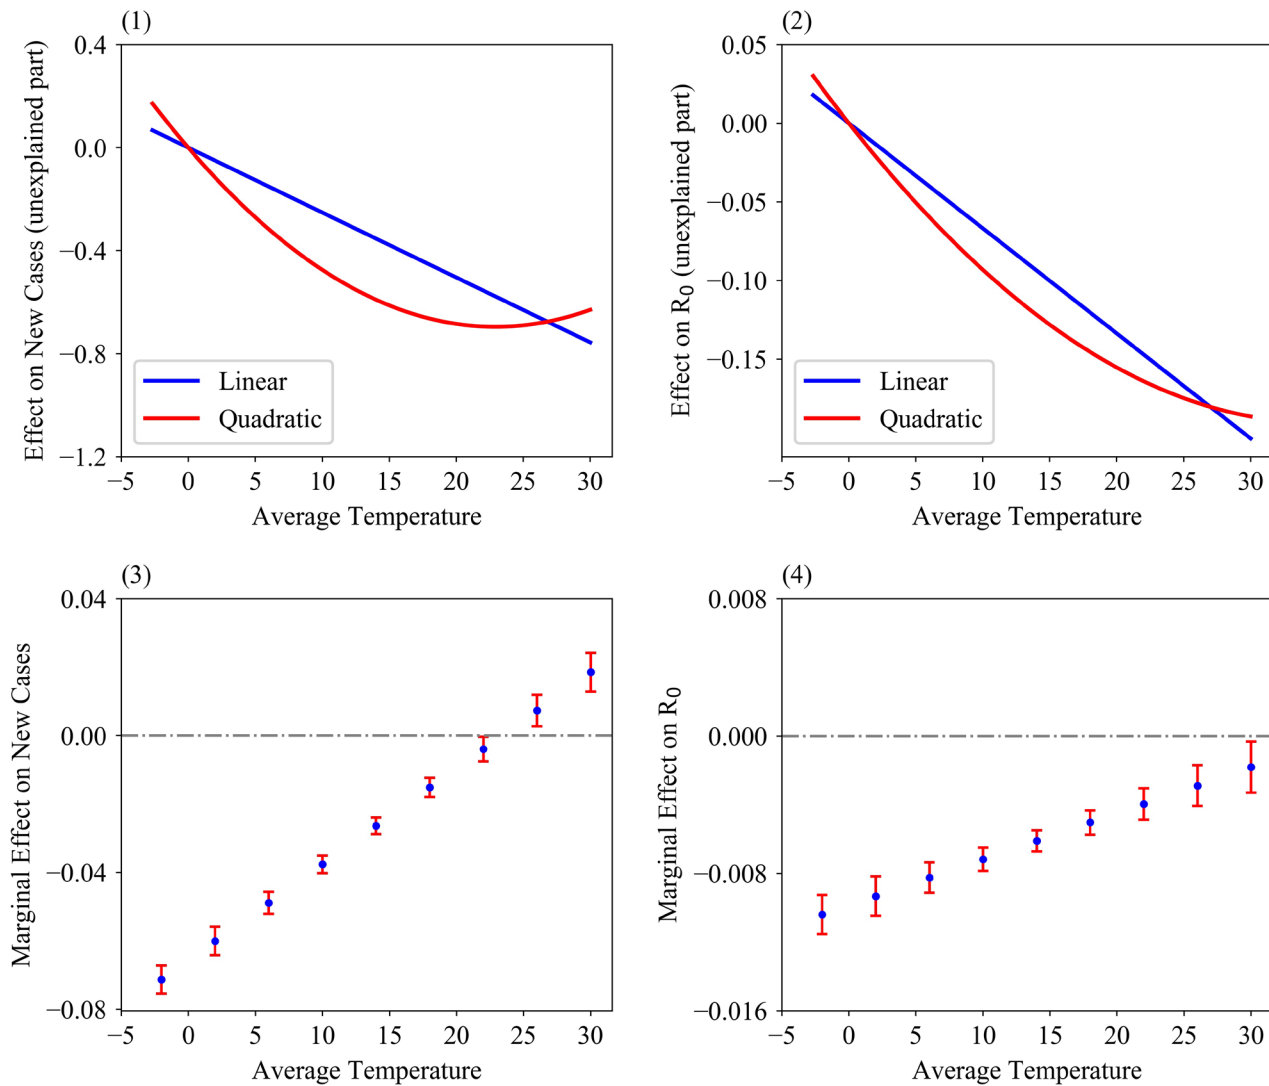 (1)
Effect on New Cases (unexplained part)
0.4
0.0
−0.4
−0.8
−1.2
Linear
Quadratic
−5 0 5 10 15 20 25 30
Average Temperature
(2)
Effect on R0 (unexplained part)
0.05
0.00
−0.05
−0.10
−0.15
Linear
Quadratic
−5 0 5 10 15 20 25 30
Average Temperature
(3)
Marginal Effect on New Cases
0.04
0.00
−0.04
−0.08
−5 0 5 10 15 20 25 30
Average Temperature
(4)
Marginal Effect on R0
0.008
0.000
−0.008
−0.016
−5 0 5 10 15 20 25 30
Average Temperature